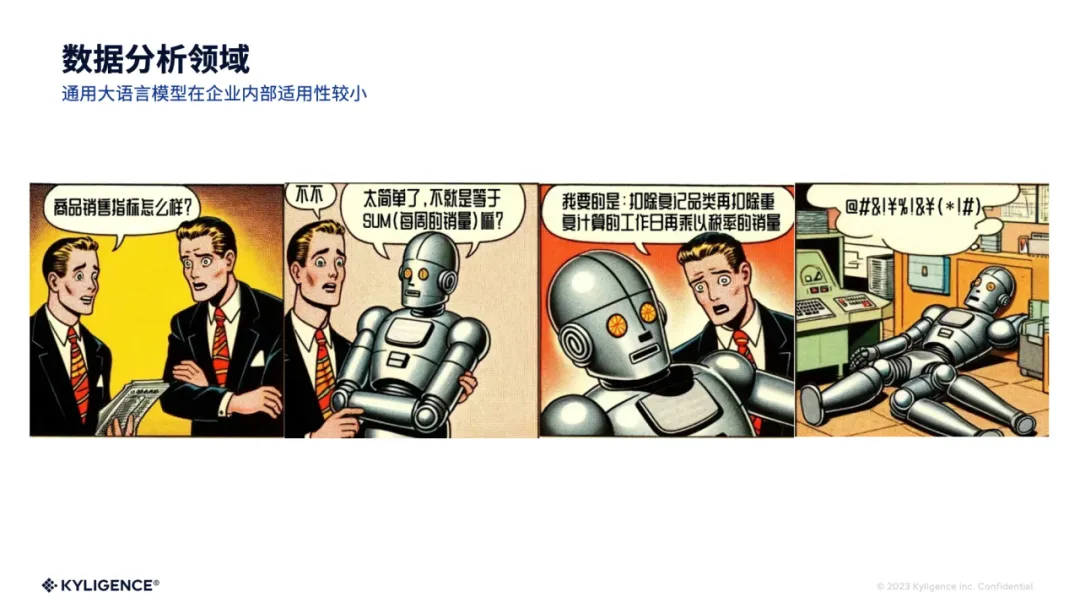 数据分析领域
通用大语言模型在企业内部适用性较小
商品销售指标怎么样?
不不
太简单了,不就是等于
SUM(每周的销量)嘛?
我要的是:扣除复记品类再扣除重
复计算的工作日再乘以税率的销量
@#&!¥%!&¥(*!#)
KYLIGENCE®
© 2023 Kyligence Inc. Confidential.